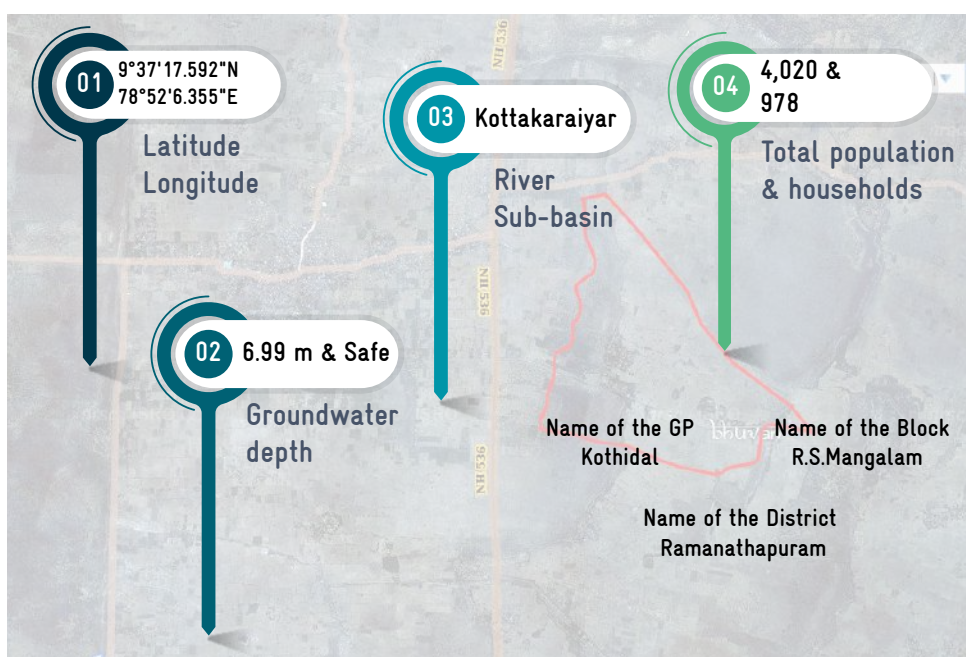 01
9°37'17.592"N
78°52'6.355"E
Latitude
Longitude
02
6.99 m & Safe
Groundwater
depth
03
Kottakaraiyar
River
Sub-basin
04
4,020 &
978
Total population
& households
NH 536
NH 536
NH 536
bhuvan
Name of the GP
Kothidal
Name of the Block
R.S.Mangalam
Name of the District
Ramanathapuram